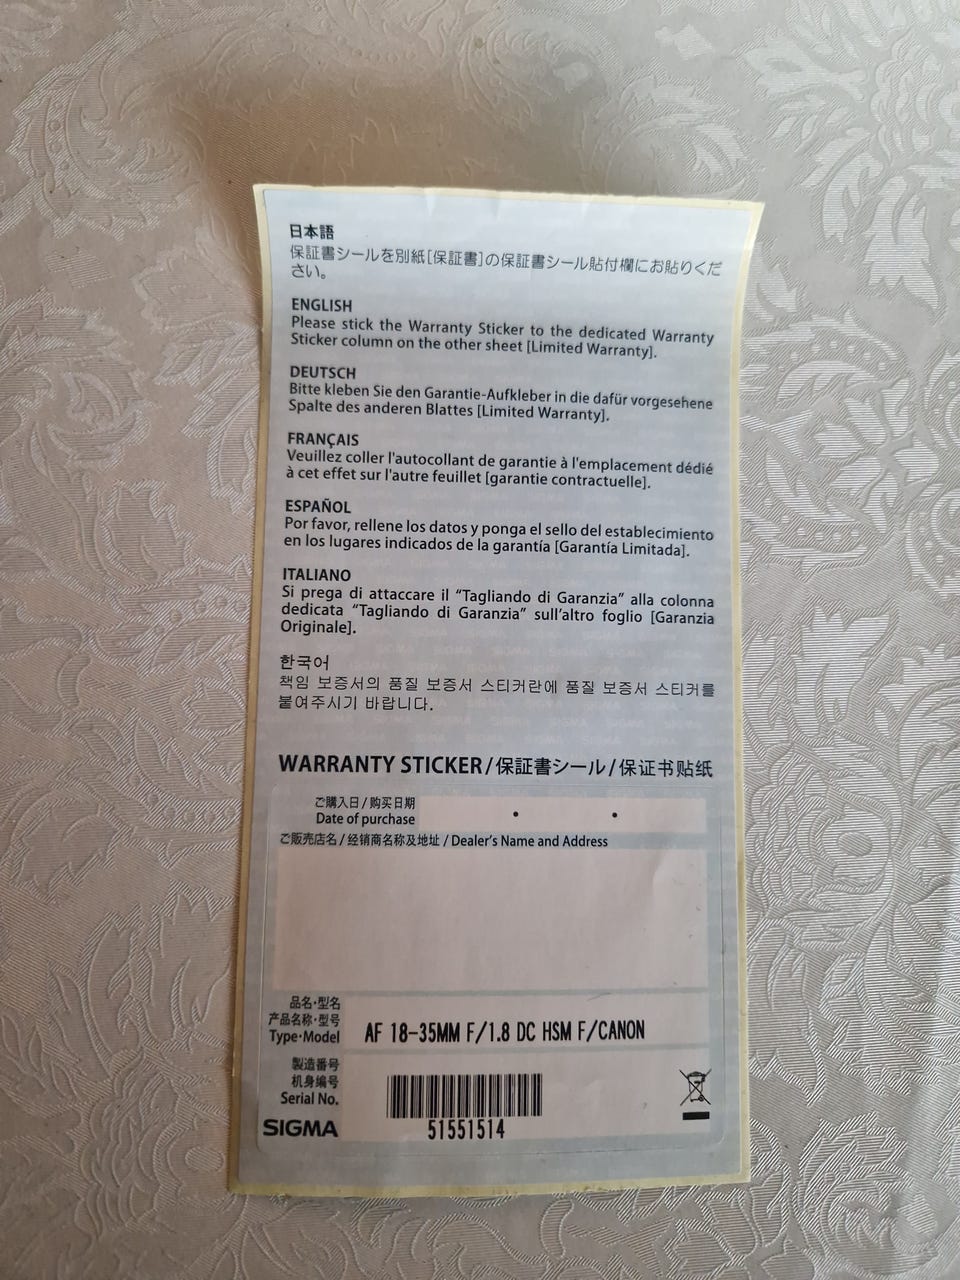 日本語
保証書シールを別紙[保証書]の保証書シール貼付欄にお貼りくだ
さい。
ENGLISH
Please stick the Warranty Sticker to the dedicated Warranty
Sticker column on the other sheet [Limited Warranty].
DEUTSCH
Bitte kleben Sie den Garantie-Aufkleber in die dafür vorgesehene
Spalte des anderen Blattes [Limited Warranty].
FRANÇAIS
Veuillez coller l'autocollant de garantie à l'emplacement dédié
à cet effet sur l'autre feuillet [garantie contractuelle].
ESPAÑOL
Por favor, rellene los datos y ponga el sello del establecimiento
en los lugares indicados de la garantía [Garantía Limitada].
ITALIANO
Si prega di attaccare il “Tagliando di Garanzia” alla colonna
dedicata “Tagliando di Garanzia” sull'altro foglio [Garanzia
Originale].
한국어
책임 보증서의 품질 보증서 스티커란에 품질 보증서 스티커를
붙여주시기 바랍니다.
WARRANTY STICKER/保証書シール/保证书贴纸
ご購入日/购买日期
Date of purchase
ご販売店名/经销商名称及地址/Dealer's Name and Address
品名・型名
产品名称・型号
Type・Model
AF 18-35MM F/1.8 DC HSM F/CANON
製造番号
机身编号
Serial No.
51551514
SIGMA